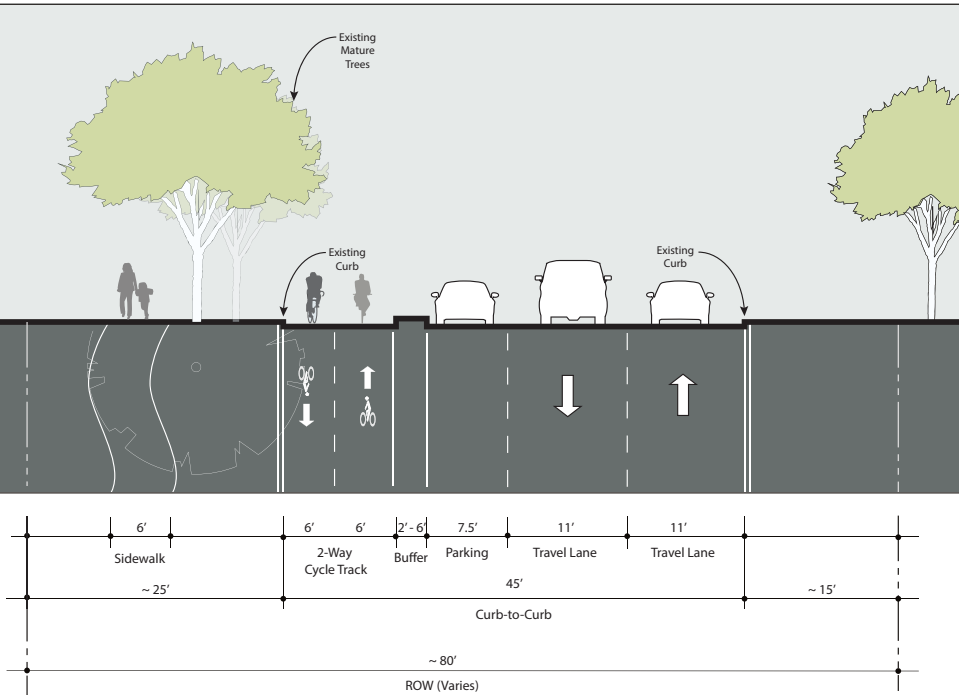 Existing
Mature
Trees
Existing
Curb
Existing
Curb
6’ 6’ 6’ 2’ - 6” 7.5’ 11’ 11’
Sidewalk
2-Way
Cycle Track
Buffer
Parking
Travel Lane
Travel Lane
~ 25’ 45’ ~ 15’
Curb-to-Curb
~ 80’
ROW (Varies)